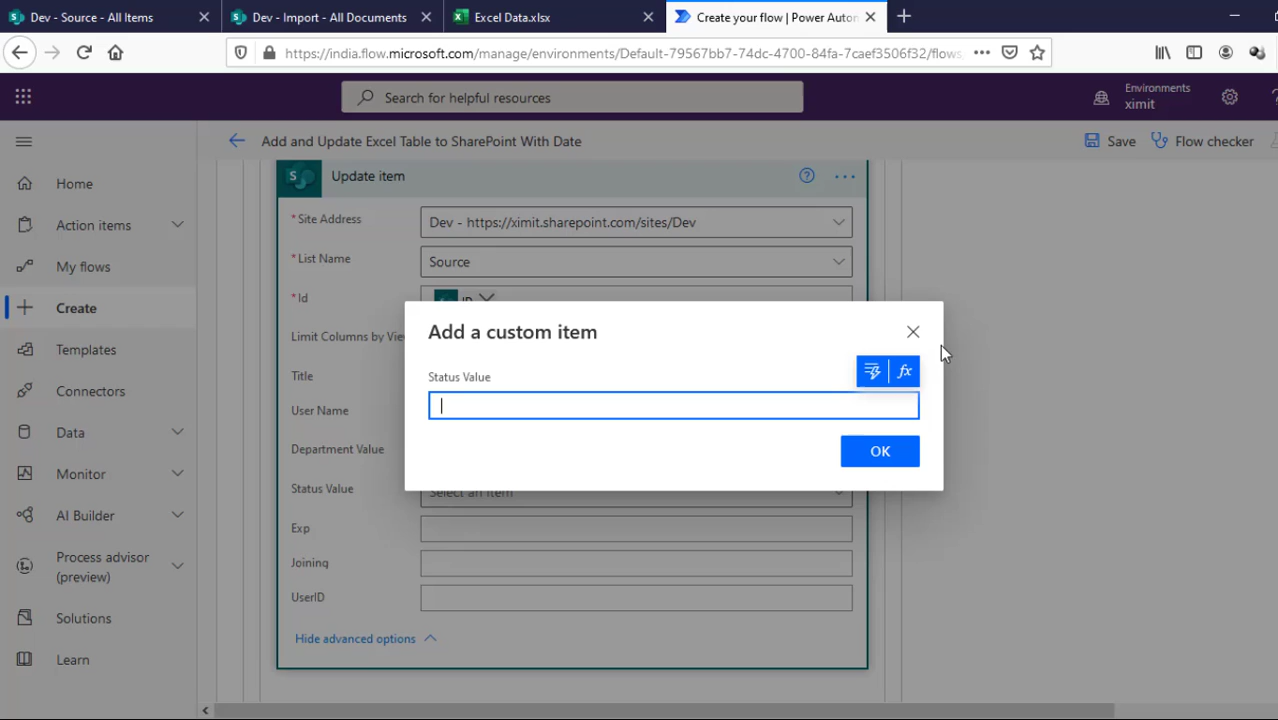 Dev - Source - All Items
Dev - Import - All Documents
Excel Data.xlsx
Create your flow | Power Autom
https://india.flow.microsoft.com/manage/environments/Default-79567bb7-74dc-4700-84fa-7caef3506f32/flows
Search for helpful resources
Environments
ximit
Add and Update Excel Table to SharePoint With Date
Save
Flow checker
Home
Action items
My flows
Create
Templates
Connectors
Data
Monitor
AI Builder
Process advisor
(preview)
Solutions
Learn
S
Update item
* Site Address
Dev - https://ximit.sharepoint.com/sites/Dev
* List Name
Source
* Id
ID
Limit Columns by Vie
Title
User Name
Department Value
Status Value
Select an item
Exp
Joining
UserID
Hide advanced options
Add a custom item
Status Value
fx
OK